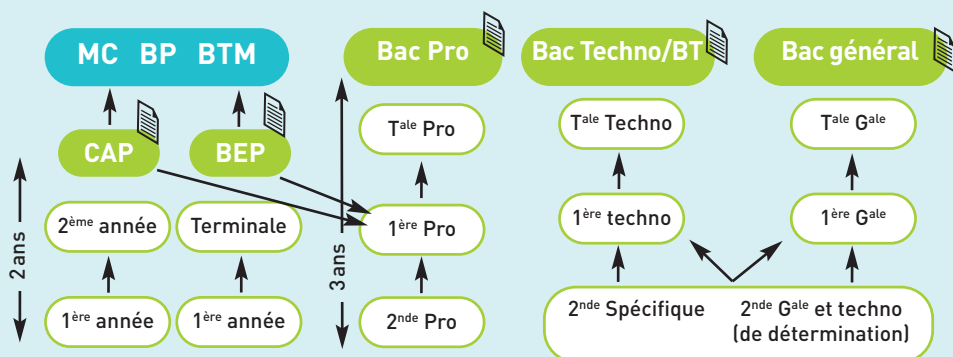 MC BP BTM
Bac Pro
Bac Techno/BT
Bac général
CAP
BEP
Tale Pro
Tale Techno
Tale Gale
2ème année
Terminale
1ère Pro
1ère techno
1ère Gale
1ère année
1ère année
2nde Pro
2nde Spécifique
2nde Gale et techno
(de détermination)
2 ans
3 ans